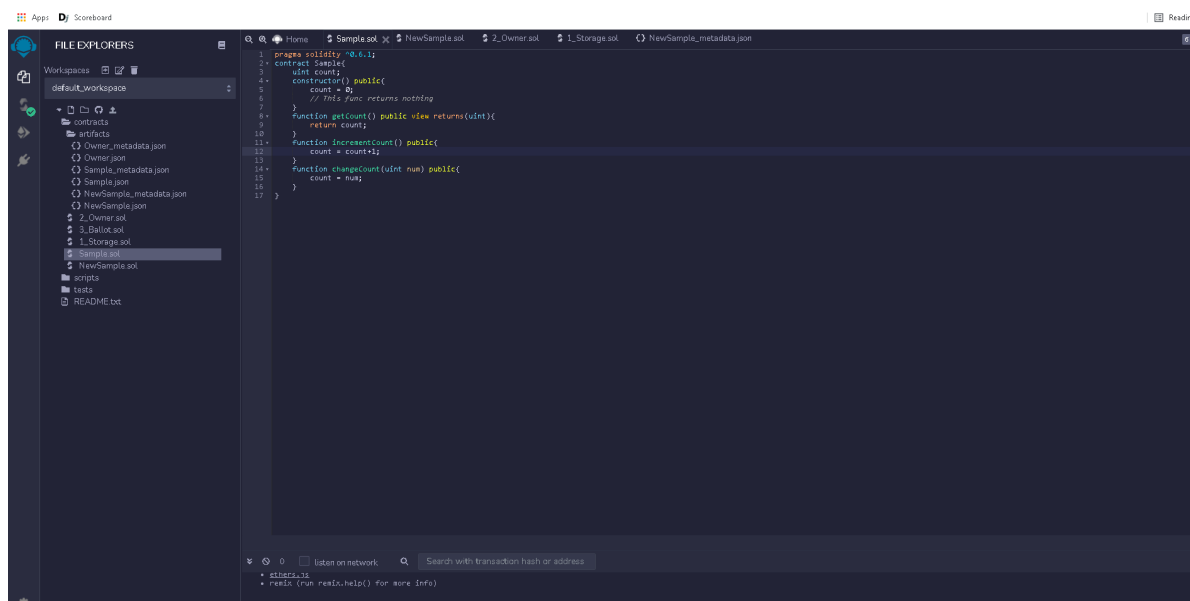 Apps Dj Scoreboard
Readin
FILE EXPLORERS
Workspaces
default_workspace
contracts
artifacts
Owner_metadata.json
Owner.json
Sample_metadata.json
Sample.json
NewSample_metadata.json
NewSample.json
2_Owner.sol
3_Ballot.sol
1_Storage.sol
Sample.sol
NewSample.sol
scripts
tests
README.txt
Home Sample.sol NewSample.sol 2_Owner.sol 1_Storage.sol NewSample_metadata.json
1 pragma solidity ^0.6.1;
2 contract Sample{
3 uint count;
4 constructor() public{
5 count = 0;
6 // This func returns nothing
7 }
8 function getCount() public view returns(uint){
9 return count;
10 }
11 function incrementCount() public{
12 count = count+1;
13 }
14 function changeCount(uint num) public{
15 count = num;
16 }
17 }
0 listen on network Search with transaction hash or address
• ethers.js
• remix (run remix.help() for more info)